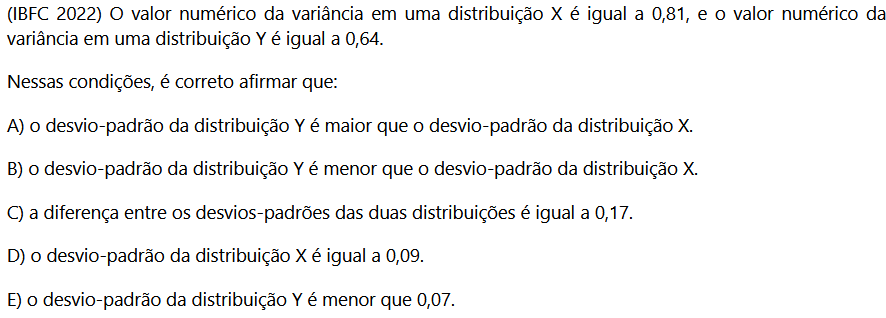 (IBFC 2022) O valor numérico da variância em uma distribuição X é igual a 0,81, e o valor numérico da
variância em uma distribuição Y é igual a 0,64.
Nessas condições, é correto afirmar que:
A) o desvio-padrão da distribuição Y é maior que o desvio-padrão da distribuição X.
B) o desvio-padrão da distribuição Y é menor que o desvio-padrão da distribuição X.
C) a diferença entre os desvios-padrões das duas distribuições é igual a 0,17.
D) o desvio-padrão da distribuição X é igual a 0,09.
E) o desvio-padrão da distribuição Y é menor que 0,07.